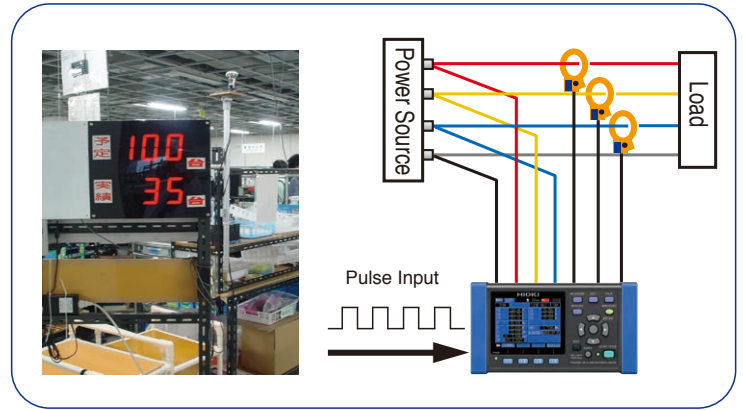 予定 100 台
実績 35 台
Power Source
Load
Pulse Input
HIOKI